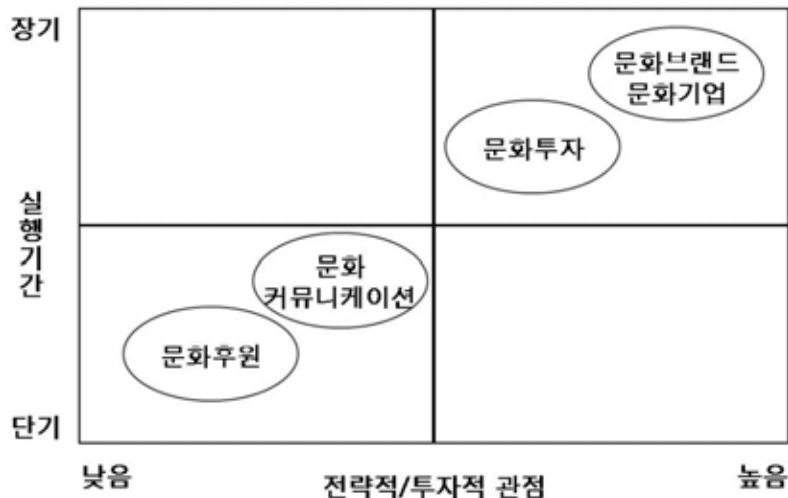 장기
문화브랜드
문화기업
문화투자
실행기간
문화
커뮤니케이션
문화후원
단기
낮음
전략적/투자적 관점
높음